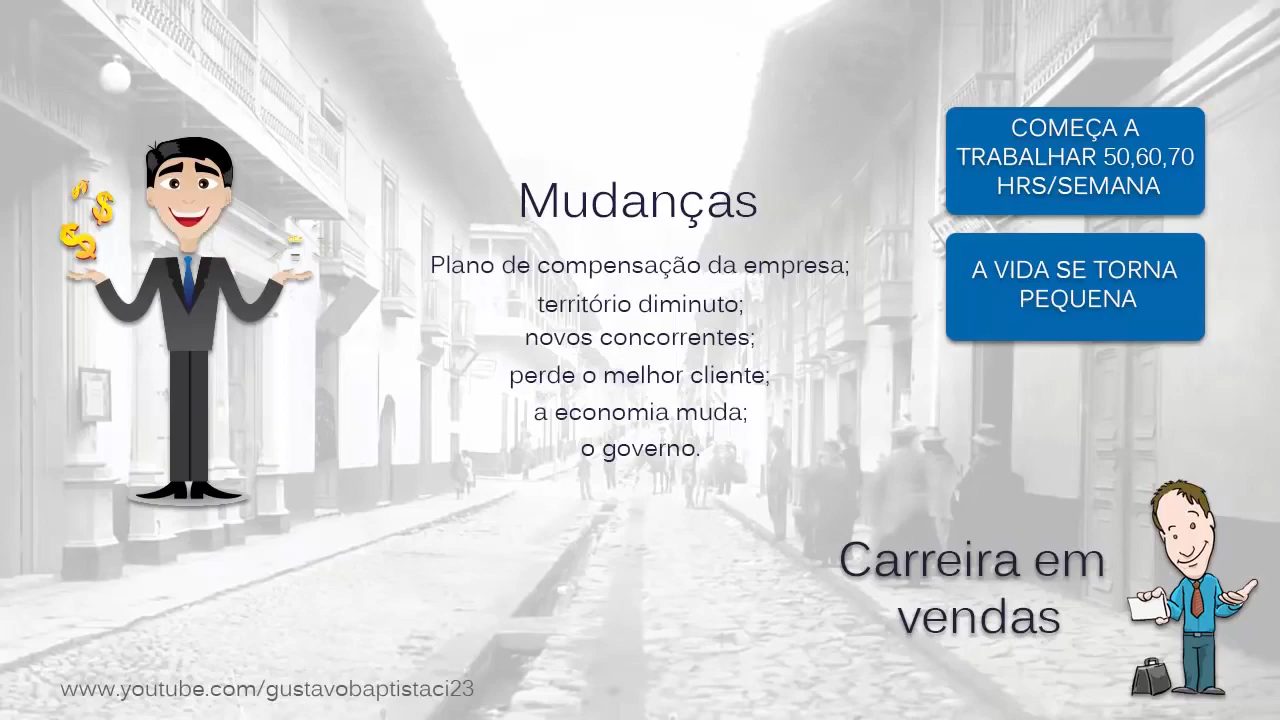 Mudanças
Plano de compensação da empresa;
território diminuto;
novos concorrentes;
perde o melhor cliente;
a economia muda;
o governo.
COMEÇA A
TRABALHAR 50,60,70
HRS/SEMANA
A VIDA SE TORNA
PEQUENA
Carreira em
vendas
www.youtube.com/gustavobaptistaci23